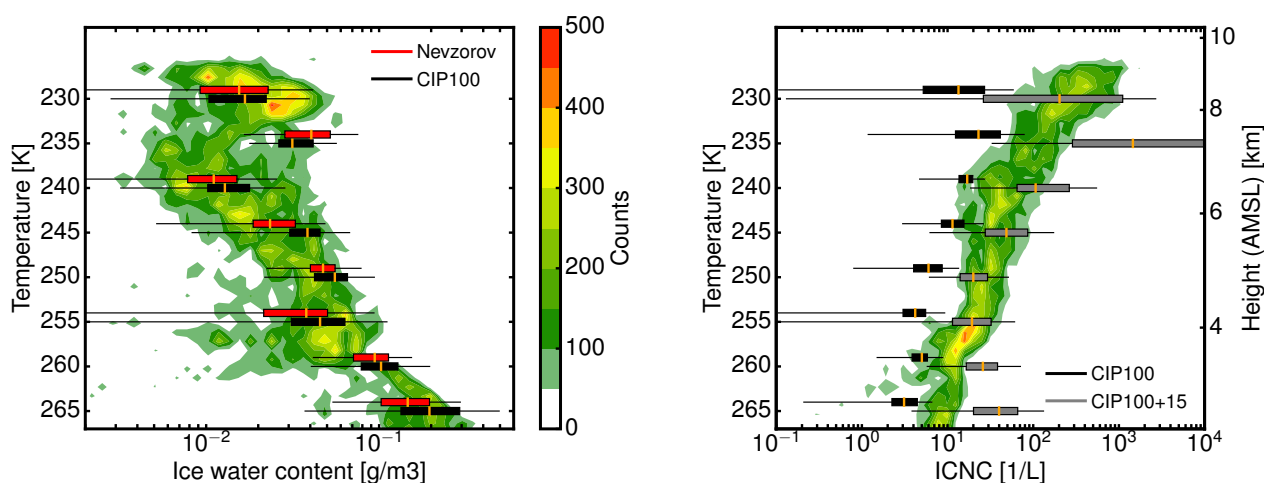 Nevzorov
CIP100
230
235
240
245
250
255
260
265
Temperature [K]
10⁻² 10⁻¹
Ice water content [g/m3]
500
400
300
200
100
0
Counts
230
235
240
245
250
255
260
265
Temperature [K]
10⁻¹ 10⁰ 10¹ 10² 10³ 10⁴
ICNC [1/L]
CIP100
CIP100+15
10
8
6
4
Height (AMSL) [km]